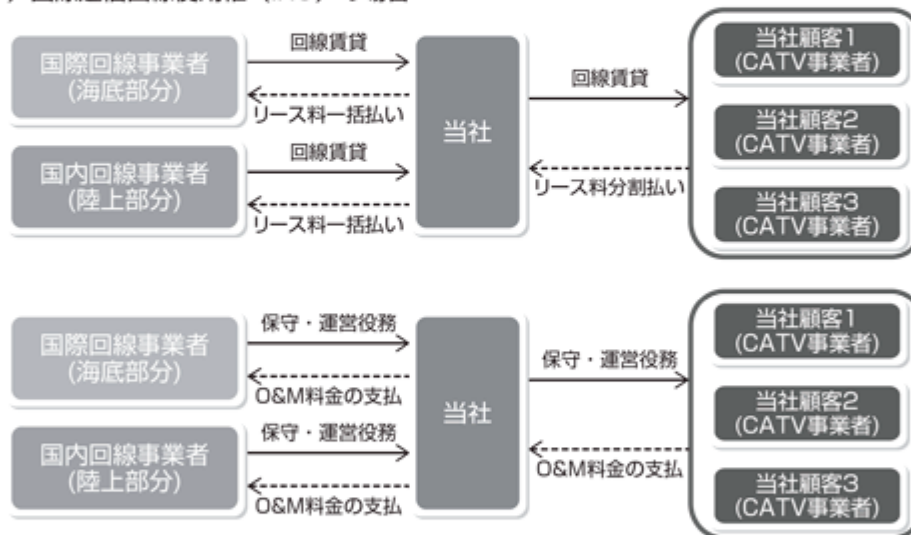 国際回線事業者
(海底部分)
国内回線事業者
(陸上部分)
回線賃貸
リース料一括払い
回線賃貸
リース料一括払い
当社
回線賃貸
リース料分割払い
当社顧客1
(CATV事業者)
当社顧客2
(CATV事業者)
当社顧客3
(CATV事業者)
国際回線事業者
(海底部分)
国内回線事業者
(陸上部分)
保守・運営役務
O&M料金の支払
保守・運営役務
O&M料金の支払
当社
保守・運営役務
O&M料金の支払
当社顧客1
(CATV事業者)
当社顧客2
(CATV事業者)
当社顧客3
(CATV事業者)